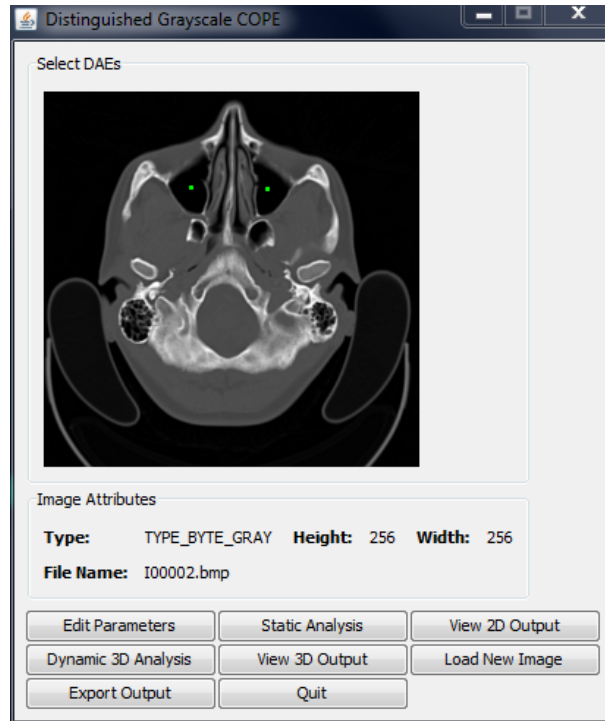 Distinguished Grayscale COPE
Select DAEs
Image Attributes
Type: TYPE_BYTE_GRAY Height: 256 Width: 256
File Name: I00002.bmp
Edit Parameters Static Analysis View 2D Output
Dynamic 3D Analysis View 3D Output Load New Image
Export Output Quit